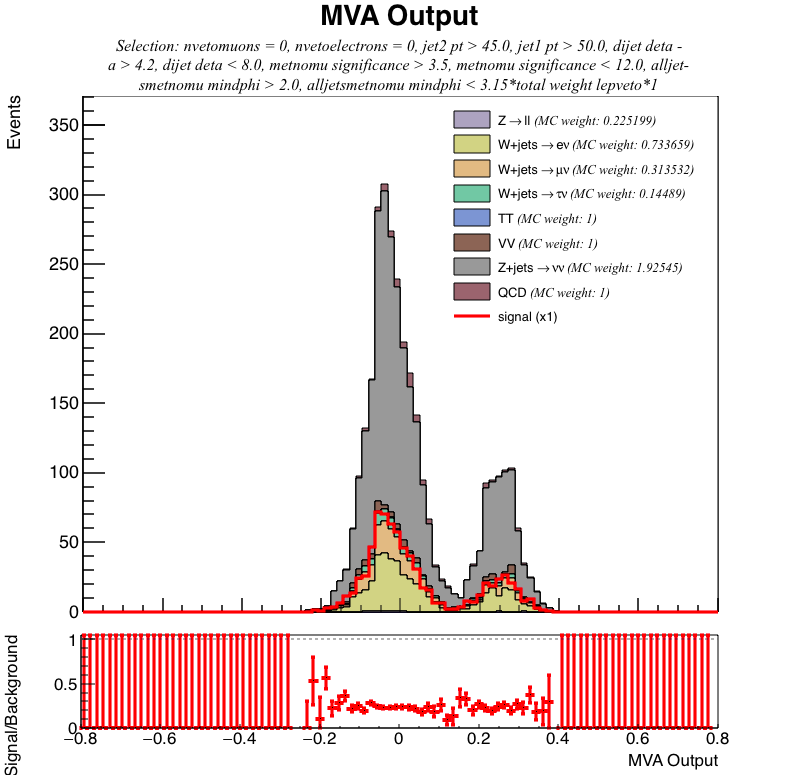 MVA Output
Selection: nvetomuons = 0, nvetoelectrons = 0, jet2 pt > 45.0, jet1 pt > 50.0, dijet deta -
a > 4.2, dijet deta < 8.0, metnomu significance > 3.5, metnomu significance < 12.0, alljet-
smetnomu mindphi > 2.0, alljetsmetnomu mindphi < 3.15*total weight lepveto*1
Events
350
300
250
200
150
100
50
0
Z→ll (MC weight: 0.225199)
W+jets→eν (MC weight: 0.733659)
W+jets→μν (MC weight: 0.313532)
W+jets→τν (MC weight: 0.14489)
TT (MC weight: 1)
VV (MC weight: 1)
Z+jets→νν (MC weight: 1.92545)
QCD (MC weight: 1)
signal (x1)
Signal/Background
1
0.5
0
−0.8 −0.6 −0.4 −0.2 0 0.2 0.4 0.6 0.8
MVA Output